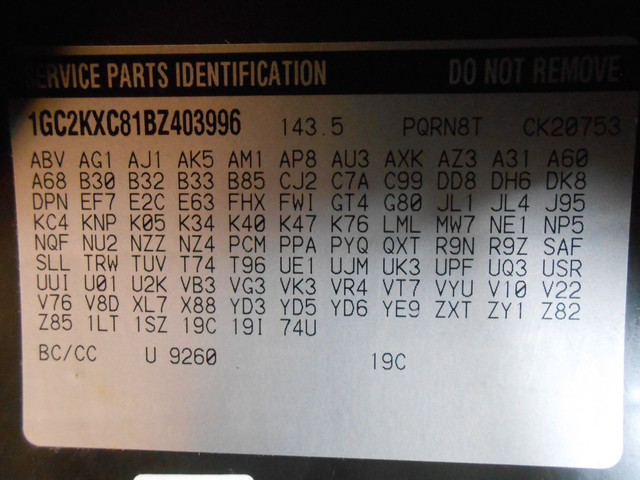 SERVICE PARTS IDENTIFICATION DO NOT REMOVE
1GC2KXC81BZ403996 143.5 PQRN8T CK20753
ABV AG1 AJ1 AK5 AM1 AP8 AU3 AXK AZ3 A31 A60
A68 B30 B32 B33 B85 CJ2 C7A C99 DD8 DH6 DK8
DPN EF7 E2C E63 FHX FWI GT4 G80 JL1 JL4 J95
KC4 KNP K05 K34 K40 K47 K76 LML MW7 NE1 NP5
NQF NU2 NZZ NZ4 PCM PPA PYQ QXT R9N R9Z SAF
SLL TRW TUV T74 T96 UE1 UJM UK3 UPF UQ3 USR
UUI U01 U2K VB3 VG3 VK3 VR4 VT7 VYU V10 V22
V76 V8D XL7 X88 YD3 YD5 YD6 YE9 ZXT ZY1 Z82
Z85 1LT 1SZ 19C 19I 74U
BC/CC U 9260 19C